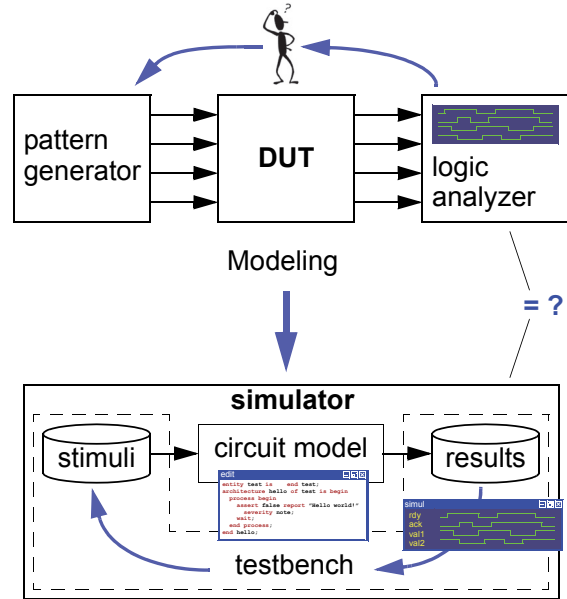 ?
pattern
generator
DUT
logic
analyzer
Modeling
= ?
simulator
stimuli
circuit model
results
edit
entity test is end test;
architecture hello of test is begin
process begin
assert false report "Hello world!"
severity note;
wait;
end process;
end hello;
simul
rdy
ack
val1
val2
testbench